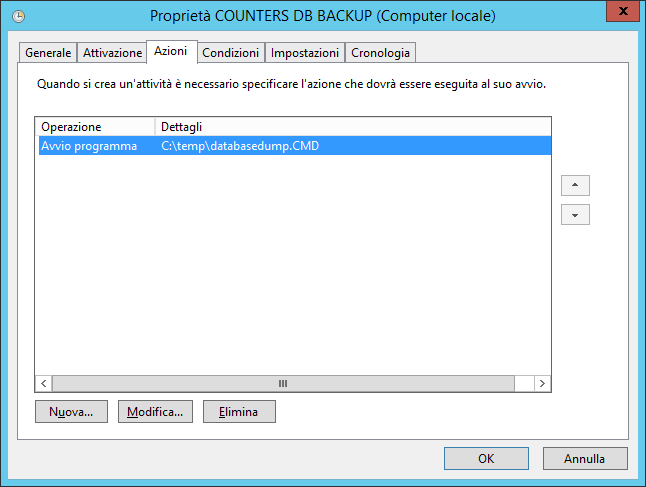 Proprietà COUNTERS DB BACKUP (Computer locale)
x
Generale Attivazione Azioni Condizioni Impostazioni Cronologia
Quando si crea un'attività è necessario specificare l'azione che dovrà essere eseguita al suo avvio.
Operazione Dettagli
Avvio programma C:\temp\databasedump.CMD
Nuova... Modifica... Elimina
OK Annulla